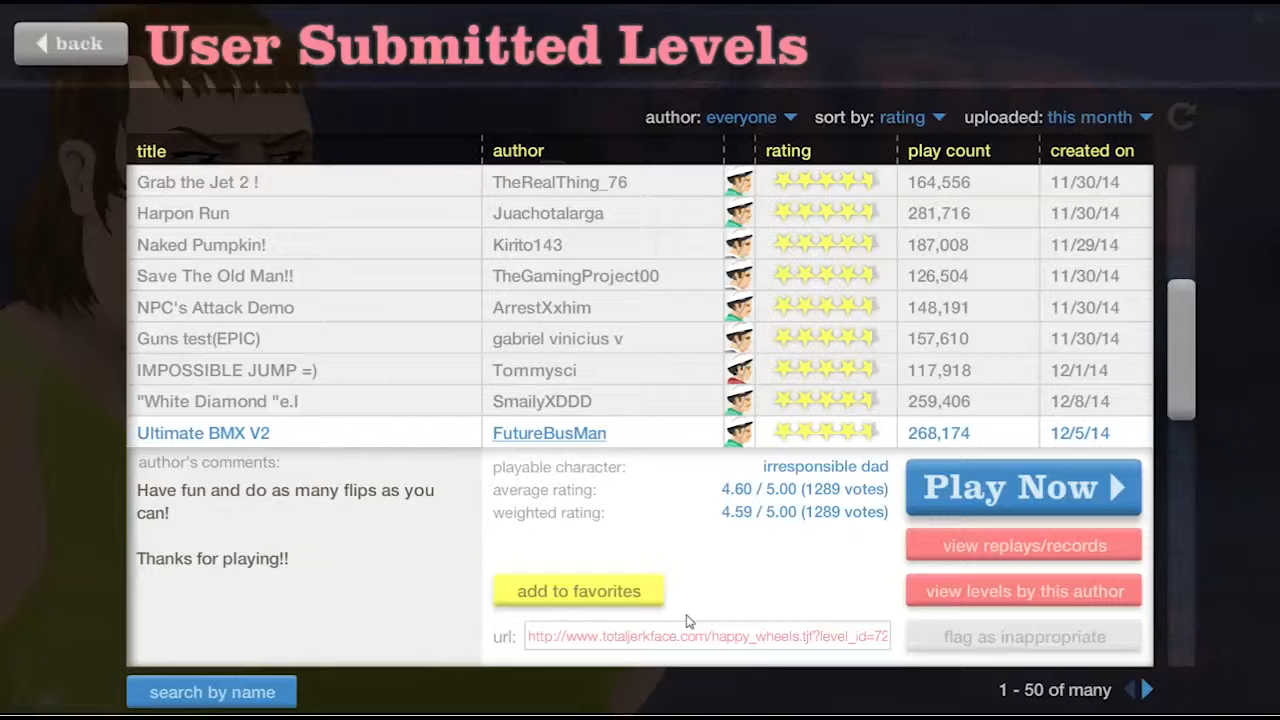 back
User Submitted Levels
author: everyone sort by: rating uploaded: this month
title author rating play count created on
Grab the Jet 2 ! TheRealThing_76 164,556 11/30/14
Harpon Run Juachotalarga 281,716 11/30/14
Naked Pumpkin! Kirito143 187,008 11/29/14
Save The Old Man!! TheGamingProject00 126,504 11/30/14
NPC's Attack Demo ArrestXxhim 148,191 11/30/14
Guns test(EPIC) gabriel vinicius v 157,610 11/30/14
IMPOSSIBLE JUMP =) Tommysci 117,918 12/1/14
"White Diamond "e.I SmailyXDDD 259,406 12/8/14
Ultimate BMX V2 FutureBusMan 268,174 12/5/14
author's comments:
Have fun and do as many flips as you
can!
Thanks for playing!!
playable character: irresponsible dad
average rating: 4.60 / 5.00 (1289 votes)
weighted rating: 4.59 / 5.00 (1289 votes)
add to favorites
url: http://www.totaljerkface.com/happy_wheels.tjf?level_id=72
Play Now
view replays/records
view levels by this author
flag as inappropriate
search by name
1 - 50 of many